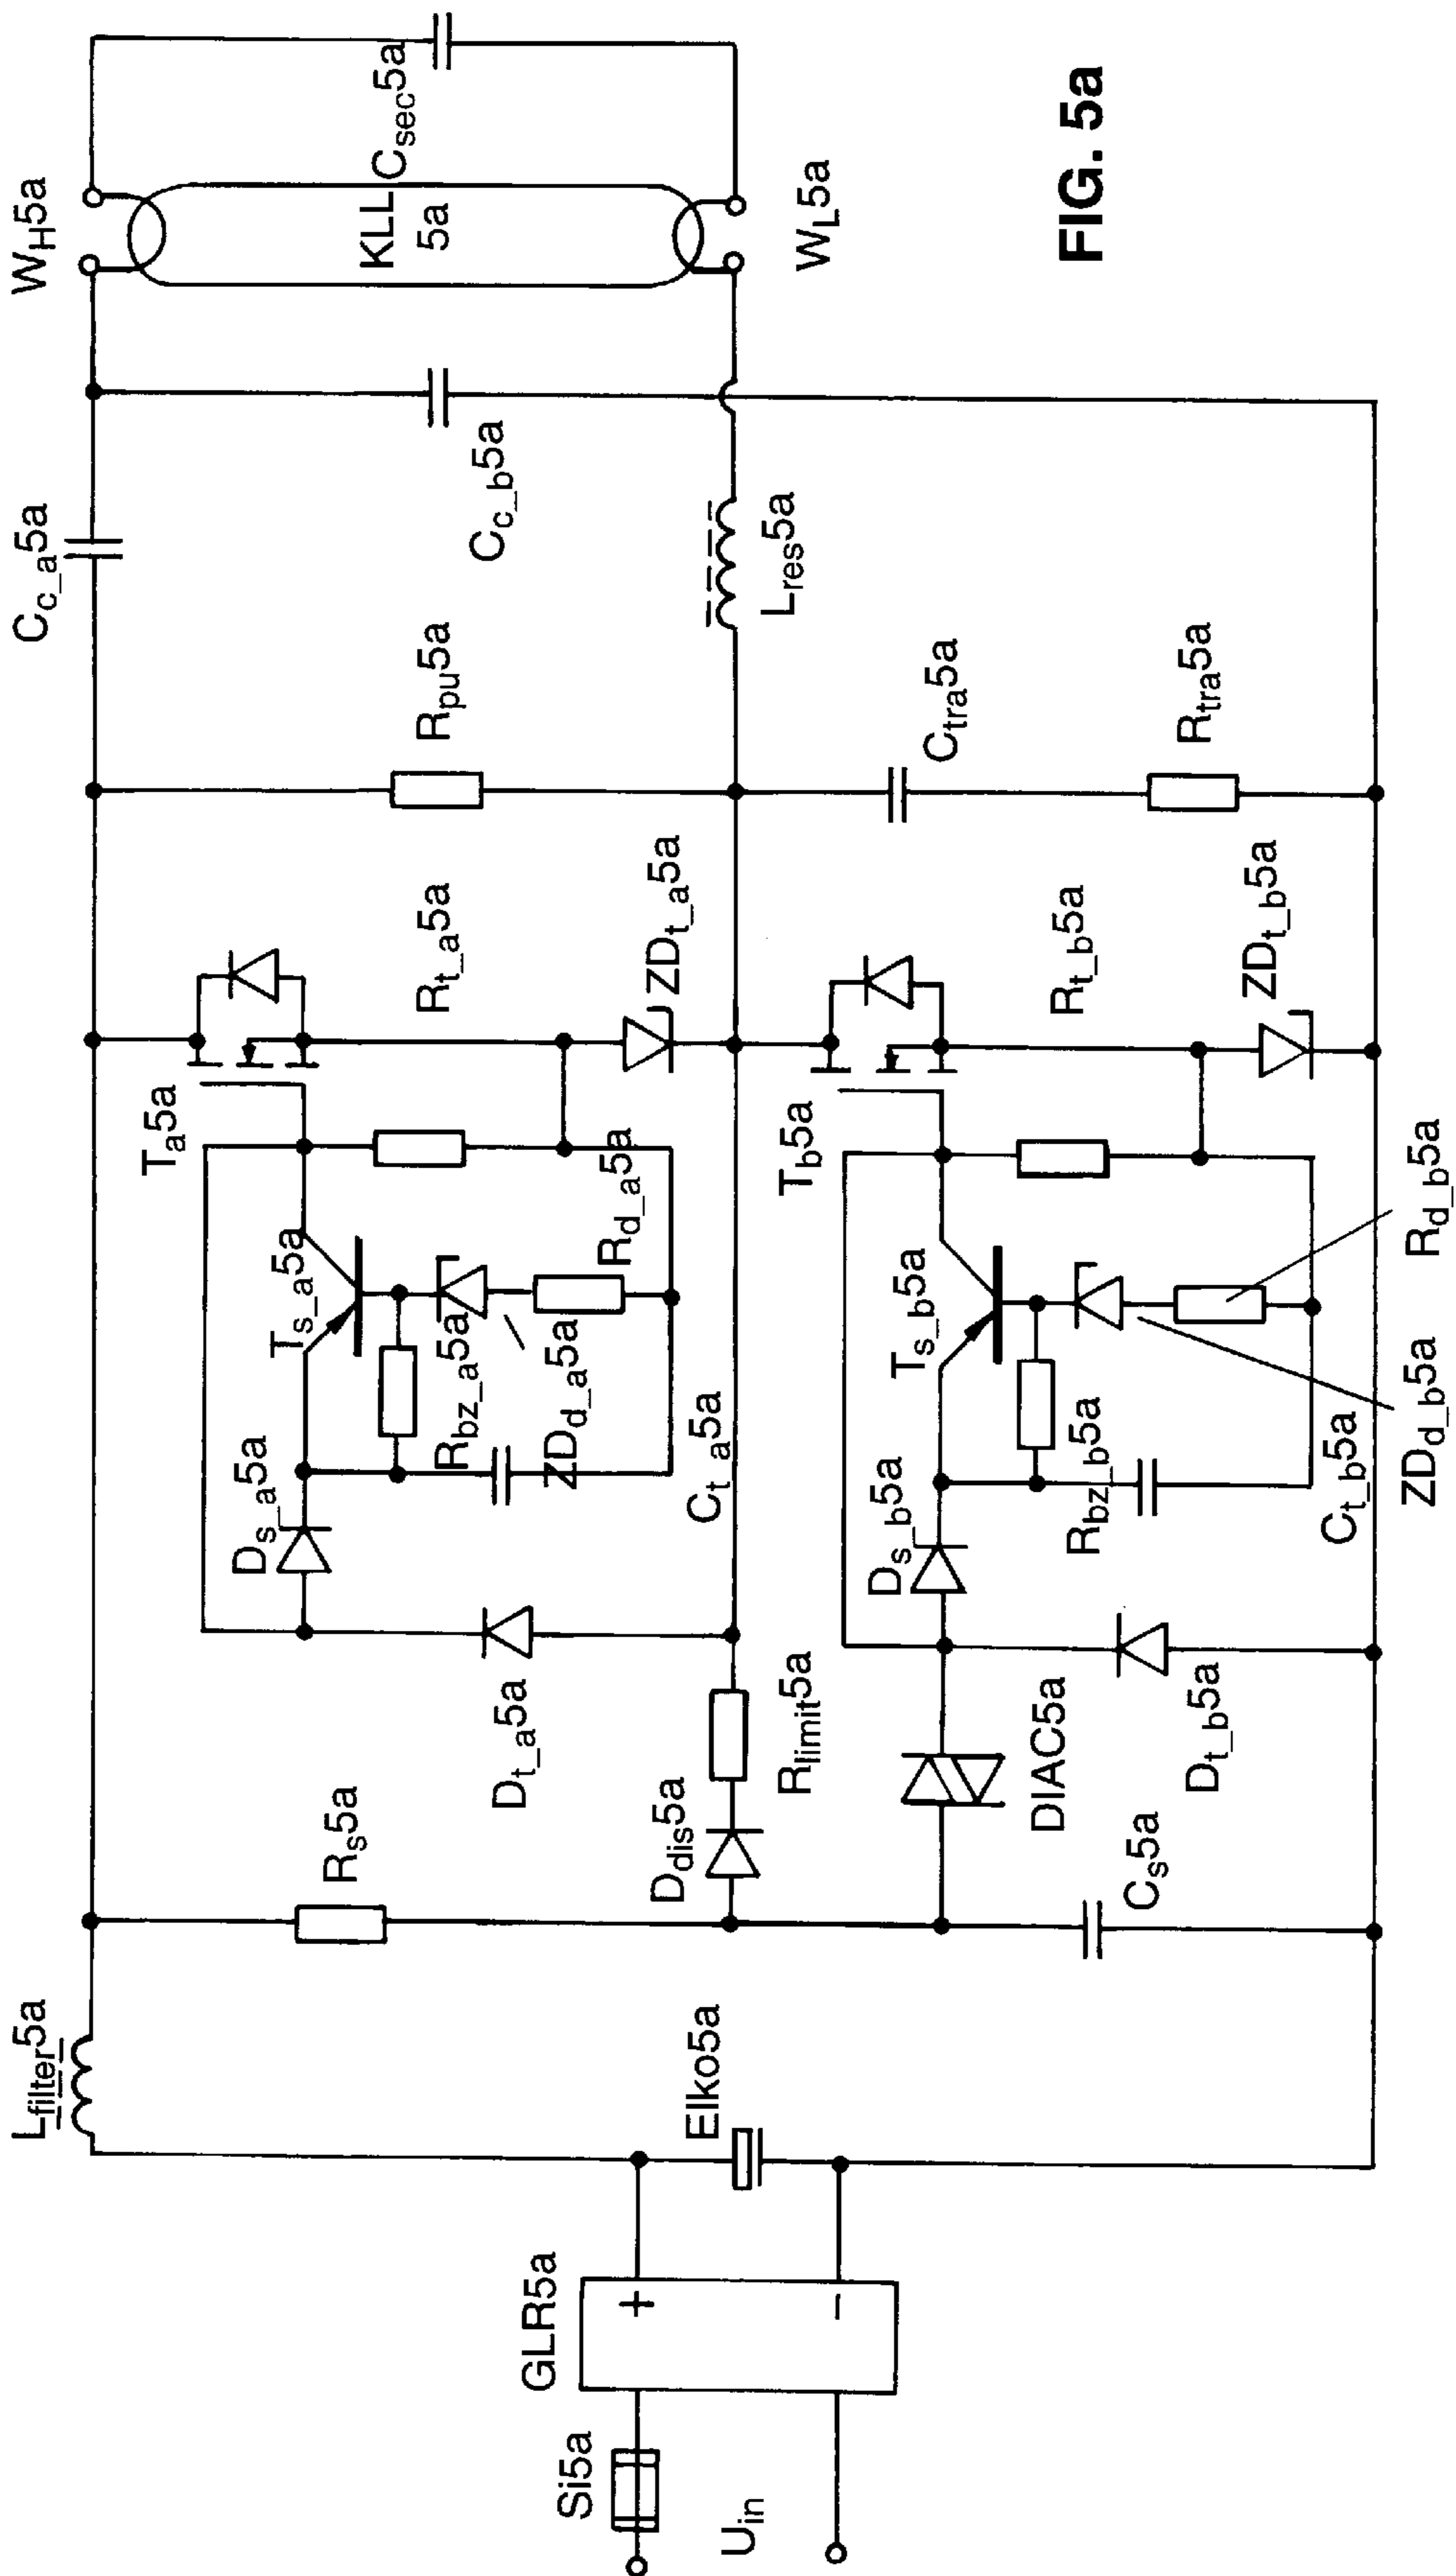 L_filter5a
C_c_a5a
W_H5a
R_s5a
T_a5a
R_t_a5a
R_pu5a
KLL
5a
C_sec5a
D_s_a5a
T_s_a5a
R_bz_a5a
ZD_d_a5a
R_d_a5a
D_t_a5a
C_t_a5a
ZD_t_a5a
C_c_b5a
GLR5a
+
−
Elko5a
Si5a
U_in
D_dis5a
R_limit5a
L_res5a
W_L5a
T_b5a
D_s_b5a
T_s_b5a
C_tra5a
DIAC5a
R_bz_b5a
R_t_b5a
C_s5a
D_t_b5a
R_tra5a
C_t_b5a
ZD_t_b5a
ZD_d_b5a
R_d_b5a
FIG. 5a